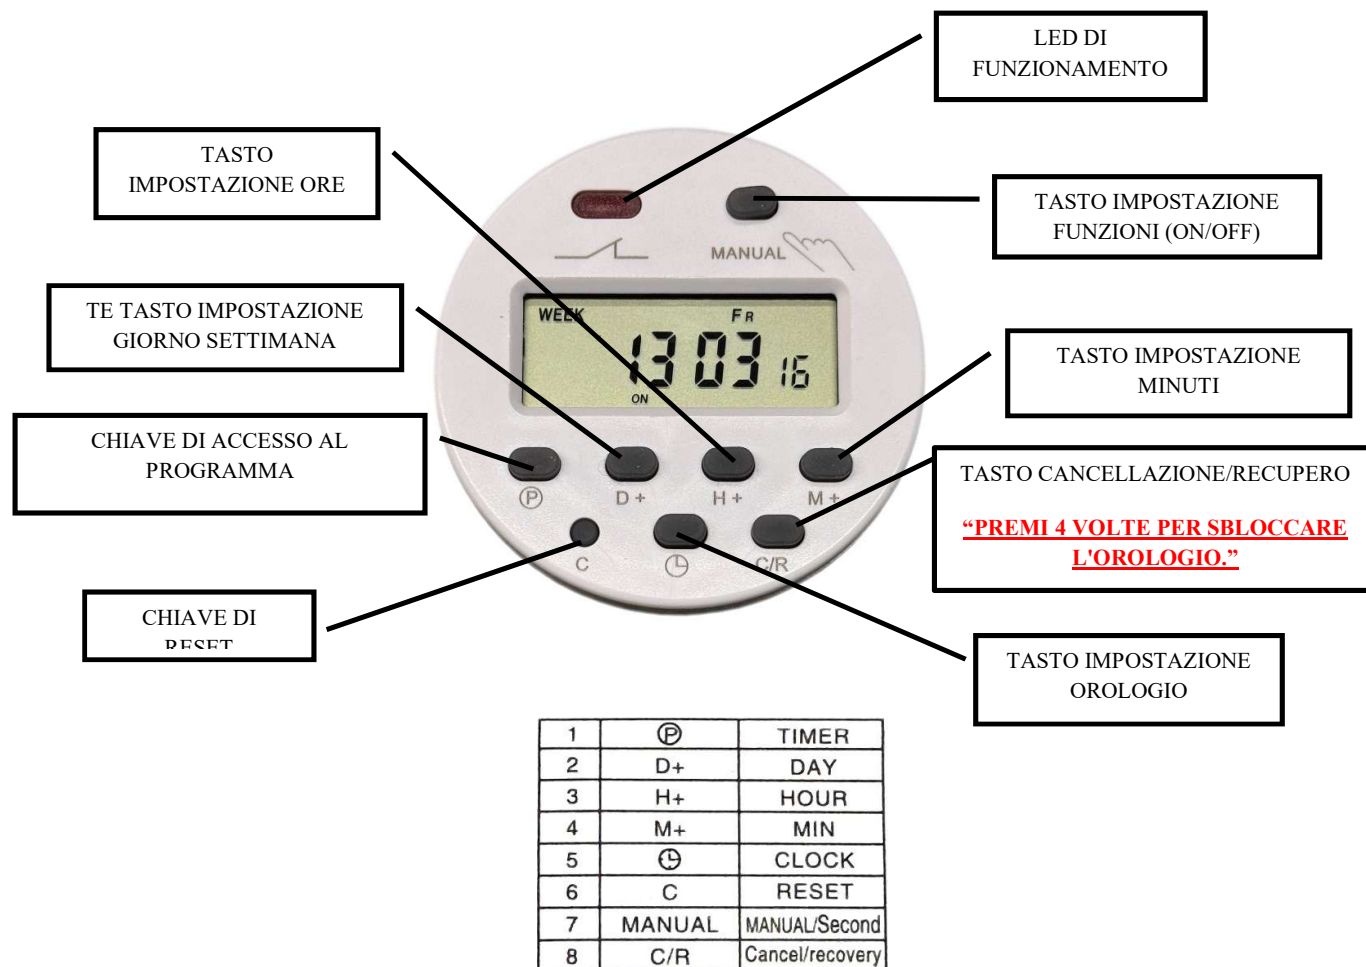 LED DI
FUNZIONAMENTO
TASTO
IMPOSTAZIONE ORE
TASTO IMPOSTAZIONE
FUNZIONI (ON/OFF)
MANUAL
TE TASTO IMPOSTAZIONE
GIORNO SETTIMANA
WEEK FR
13 03 16
ON
TASTO IMPOSTAZIONE
MINUTI
CHIAVE DI ACCESSO AL
PROGRAMMA
P D+ H+ M+
TASTO CANCELLAZIONE/RECUPERO
“PREMI 4 VOLTE PER SBLOCCARE
L'OROLOGIO.”
C C/R
CHIAVE DI
RESET
TASTO IMPOSTAZIONE
OROLOGIO
1 Ⓟ TIMER
2 D+ DAY
3 H+ HOUR
4 M+ MIN
5 CLOCK
6 C RESET
7 MANUAL MANUAL/Second
8 C/R Cancel/recovery